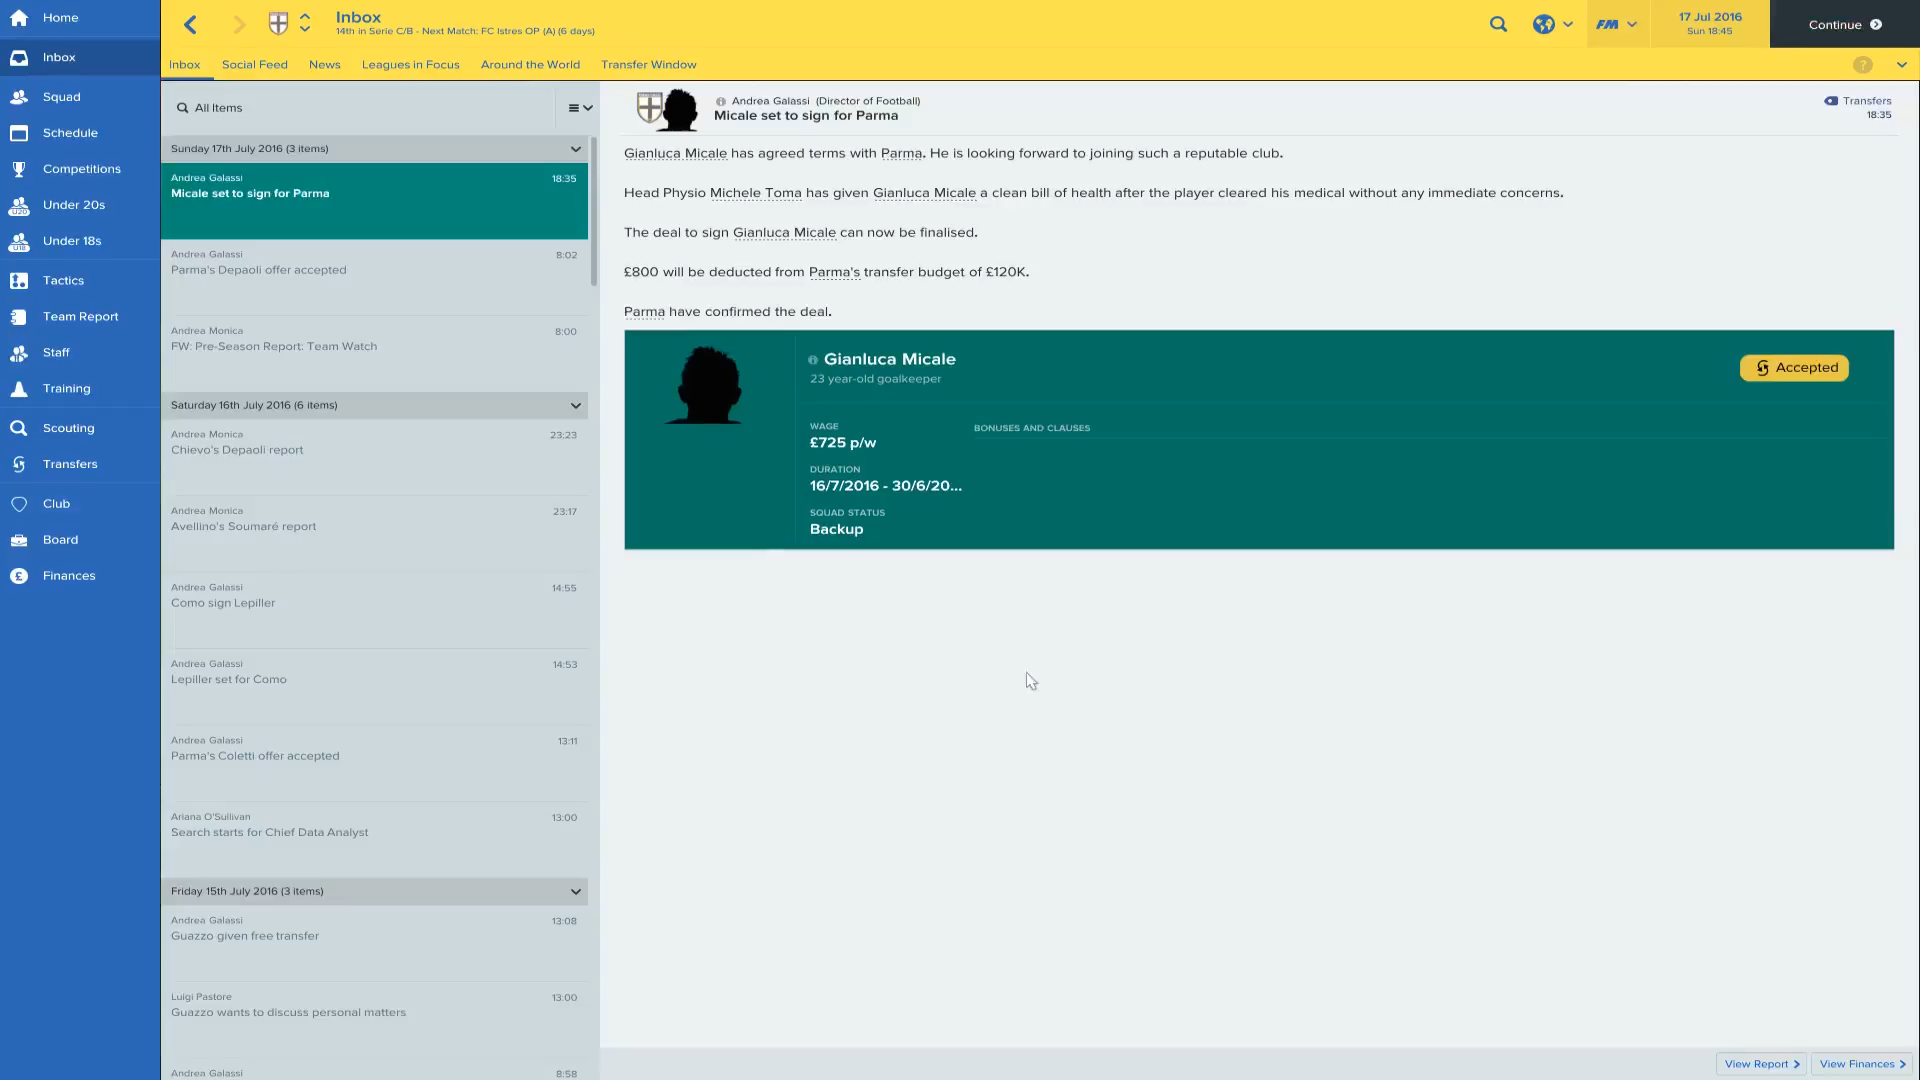 Home
Inbox
Squad
Schedule
Competitions
Under 20s
Under 18s
Tactics
Team Report
Staff
Training
Scouting
Transfers
Club
Board
Finances
Inbox
14th in Serie C/B - Next Match: FC Istres OP (A) (6 days)
FM
17 Jul 2016
Sun 18:45
Continue
Inbox
Social Feed
News
Leagues in Focus
Around the World
Transfer Window
?
All Items
Sunday 17th July 2016 (3 items)
Andrea Galassi 18:35
Micale set to sign for Parma
Andrea Galassi 8:02
Parma's Depaoli offer accepted
Andrea Monica 8:00
FW: Pre-Season Report: Team Watch
Saturday 16th July 2016 (6 items)
Andrea Monica 23:23
Chievo's Depaoli report
Andrea Monica 23:17
Avellino's Soumaré report
Andrea Galassi 14:55
Como sign Lepiller
Andrea Galassi 14:53
Lepiller set for Como
Andrea Galassi 13:11
Parma's Coletti offer accepted
Ariana O'Sullivan 13:00
Search starts for Chief Data Analyst
Friday 15th July 2016 (3 items)
Andrea Galassi 13:08
Guazzo given free transfer
Luigi Pastore 13:00
Guazzo wants to discuss personal matters
Andrea Galassi 8:58
Andrea Galassi (Director of Football)
Micale set to sign for Parma
Transfers
18:35
Gianluca Micale has agreed terms with Parma. He is looking forward to joining such a reputable club.
Head Physio Michele Toma has given Gianluca Micale a clean bill of health after the player cleared his medical without any immediate concerns.
The deal to sign Gianluca Micale can now be finalised.
£800 will be deducted from Parma's transfer budget of £120K.
Parma have confirmed the deal.
Gianluca Micale
23 year-old goalkeeper
Accepted
WAGE
£725 p/w
BONUSES AND CLAUSES
DURATION
16/7/2016 - 30/6/20...
SQUAD STATUS
Backup
View Report
View Finances